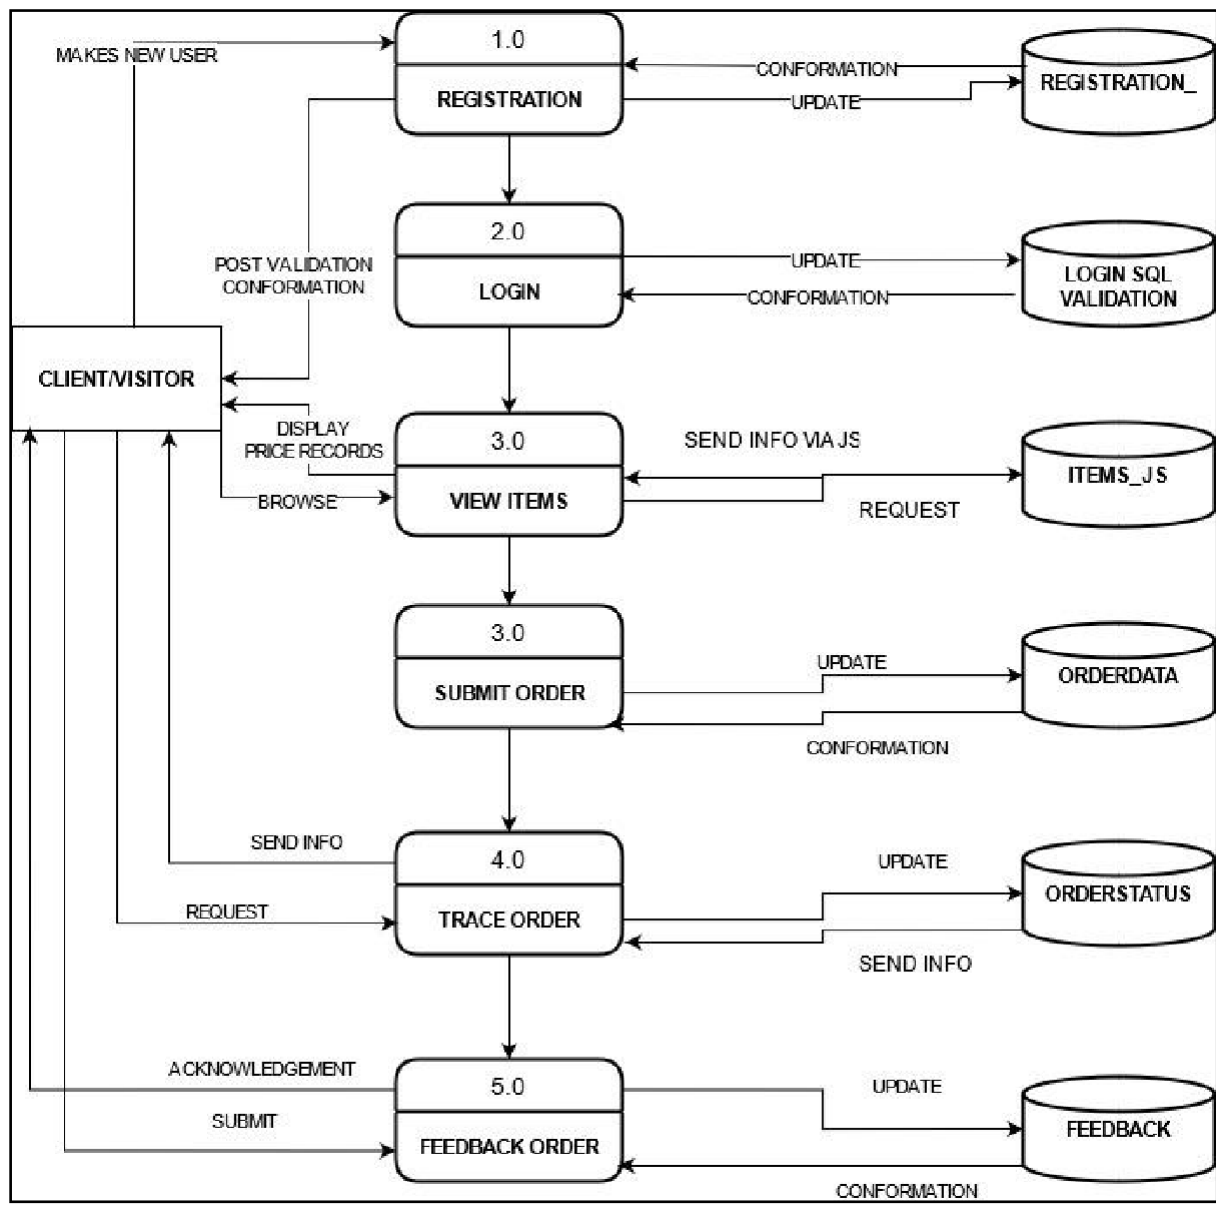 1.0
MAKES NEW USER
CONFORMATION
REGISTRATION_
REGISTRATION
UPDATE
2.0
POST VALIDATION
CONFORMATION
UPDATE
LOGIN SQL
VALIDATION
LOGIN
CONFORMATION
CLIENT/VISITOR
DISPLAY
PRICE RECORDS
3.0
SEND INFO VIA JS
ITEMS_JS
BROWSE
VIEW ITEMS
REQUEST
3.0
UPDATE
ORDERDATA
SUBMIT ORDER
CONFORMATION
SEND INFO
4.0
UPDATE
ORDERSTATUS
REQUEST
TRACE ORDER
SEND INFO
ACKNOWLEDGEMENT
5.0
UPDATE
SUBMIT
FEEDBACK ORDER
FEEDBACK
CONFORMATION